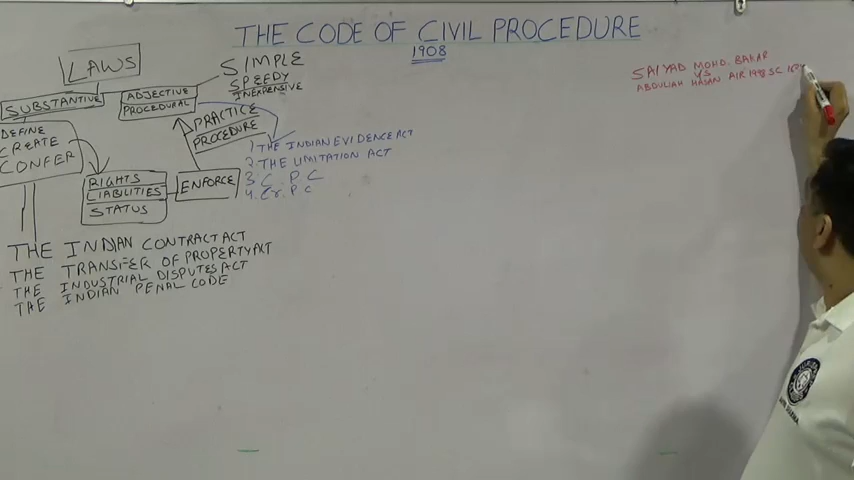 THE CODE OF CIVIL PROCEDURE
1908
LAWS
SUBSTANTIVE
ADJECTIVE
PROCEDURAL
SIMPLE
SPEEDY
INEXPENSIVE
DEFINE
CREATE
CONFER
RIGHTS
LIABILITIES
STATUS
ENFORCE
PRACTICE
PROCEDURE
1 THE INDIAN EVIDENCE ACT
2. THE LIMITATION ACT
3. C. P. C
4. Cr. P C
THE INDIAN CONTRACT ACT
THE TRANSFER OF PROPERTY ACT
THE INDUSTRIAL DISPUTES ACT
THE INDIAN PENAL CODE
SAIYAD MOHD. BAKAR
VS
ABDULAH HASAN AIR 1998 SC